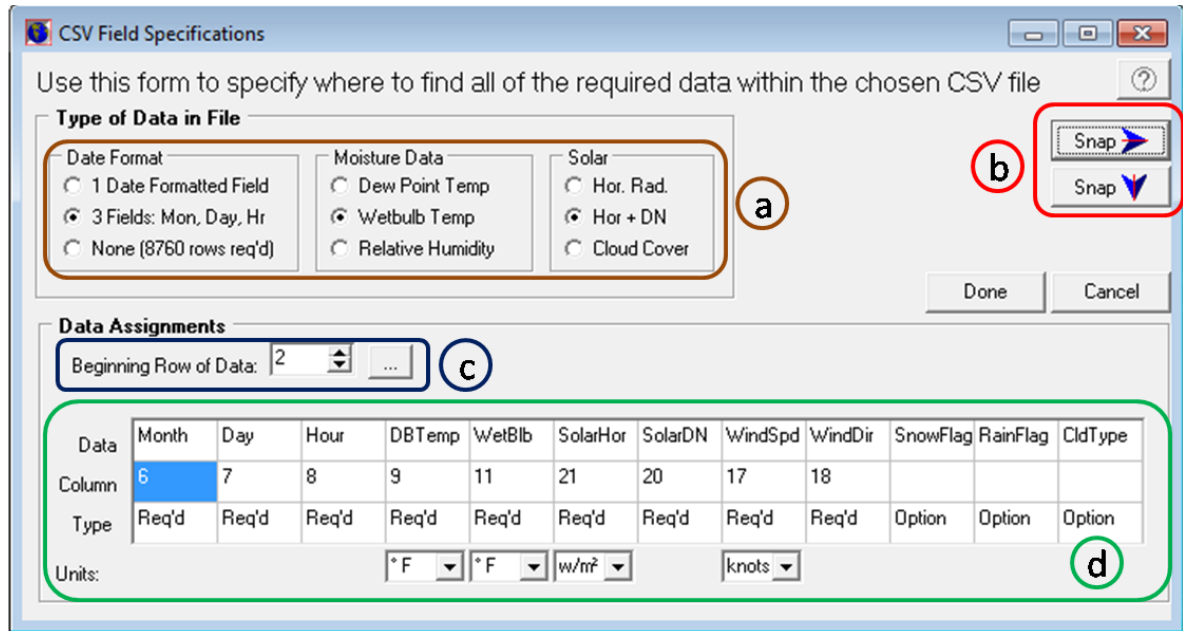 CSV Field Specifications
Use this form to specify where to find all of the required data within the chosen CSV file
Type of Data in File
Date Format
1 Date Formatted Field
3 Fields: Mon, Day, Hr
None (8760 rows req'd)
Moisture Data
Dew Point Temp
Wetbulb Temp
Relative Humidity
Solar
Hor. Rad.
Hor + DN
Cloud Cover
a
b
Snap
Snap
Done Cancel
Data Assignments
Beginning Row of Data: 2 ...
c
Data Month Day Hour DBTemp WetBlb SolarHor SolarDN WindSpd WindDir SnowFlag RainFlag CldType
Column 6 7 8 9 11 21 20 17 18
Type Req'd Req'd Req'd Req'd Req'd Req'd Req'd Req'd Req'd Option Option Option
Units: °F °F w/m² knots
d